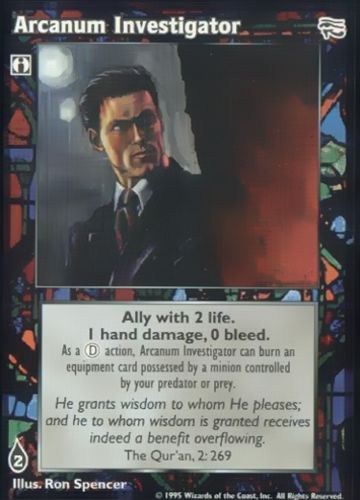 Arcanum Investigator
Ally with 2 life.
1 hand damage, 0 bleed.
As a Ⓓ action, Arcanum Investigator can burn an
equipment card possessed by a minion controlled
by your predator or prey.
He grants wisdom to whom He pleases;
and he to whom wisdom is granted receives
indeed a benefit overflowing.
The Qur'an, 2: 269
2
Illus. Ron Spencer
© 1995 Wizards of the Coast, Inc. All Rights Reserved.